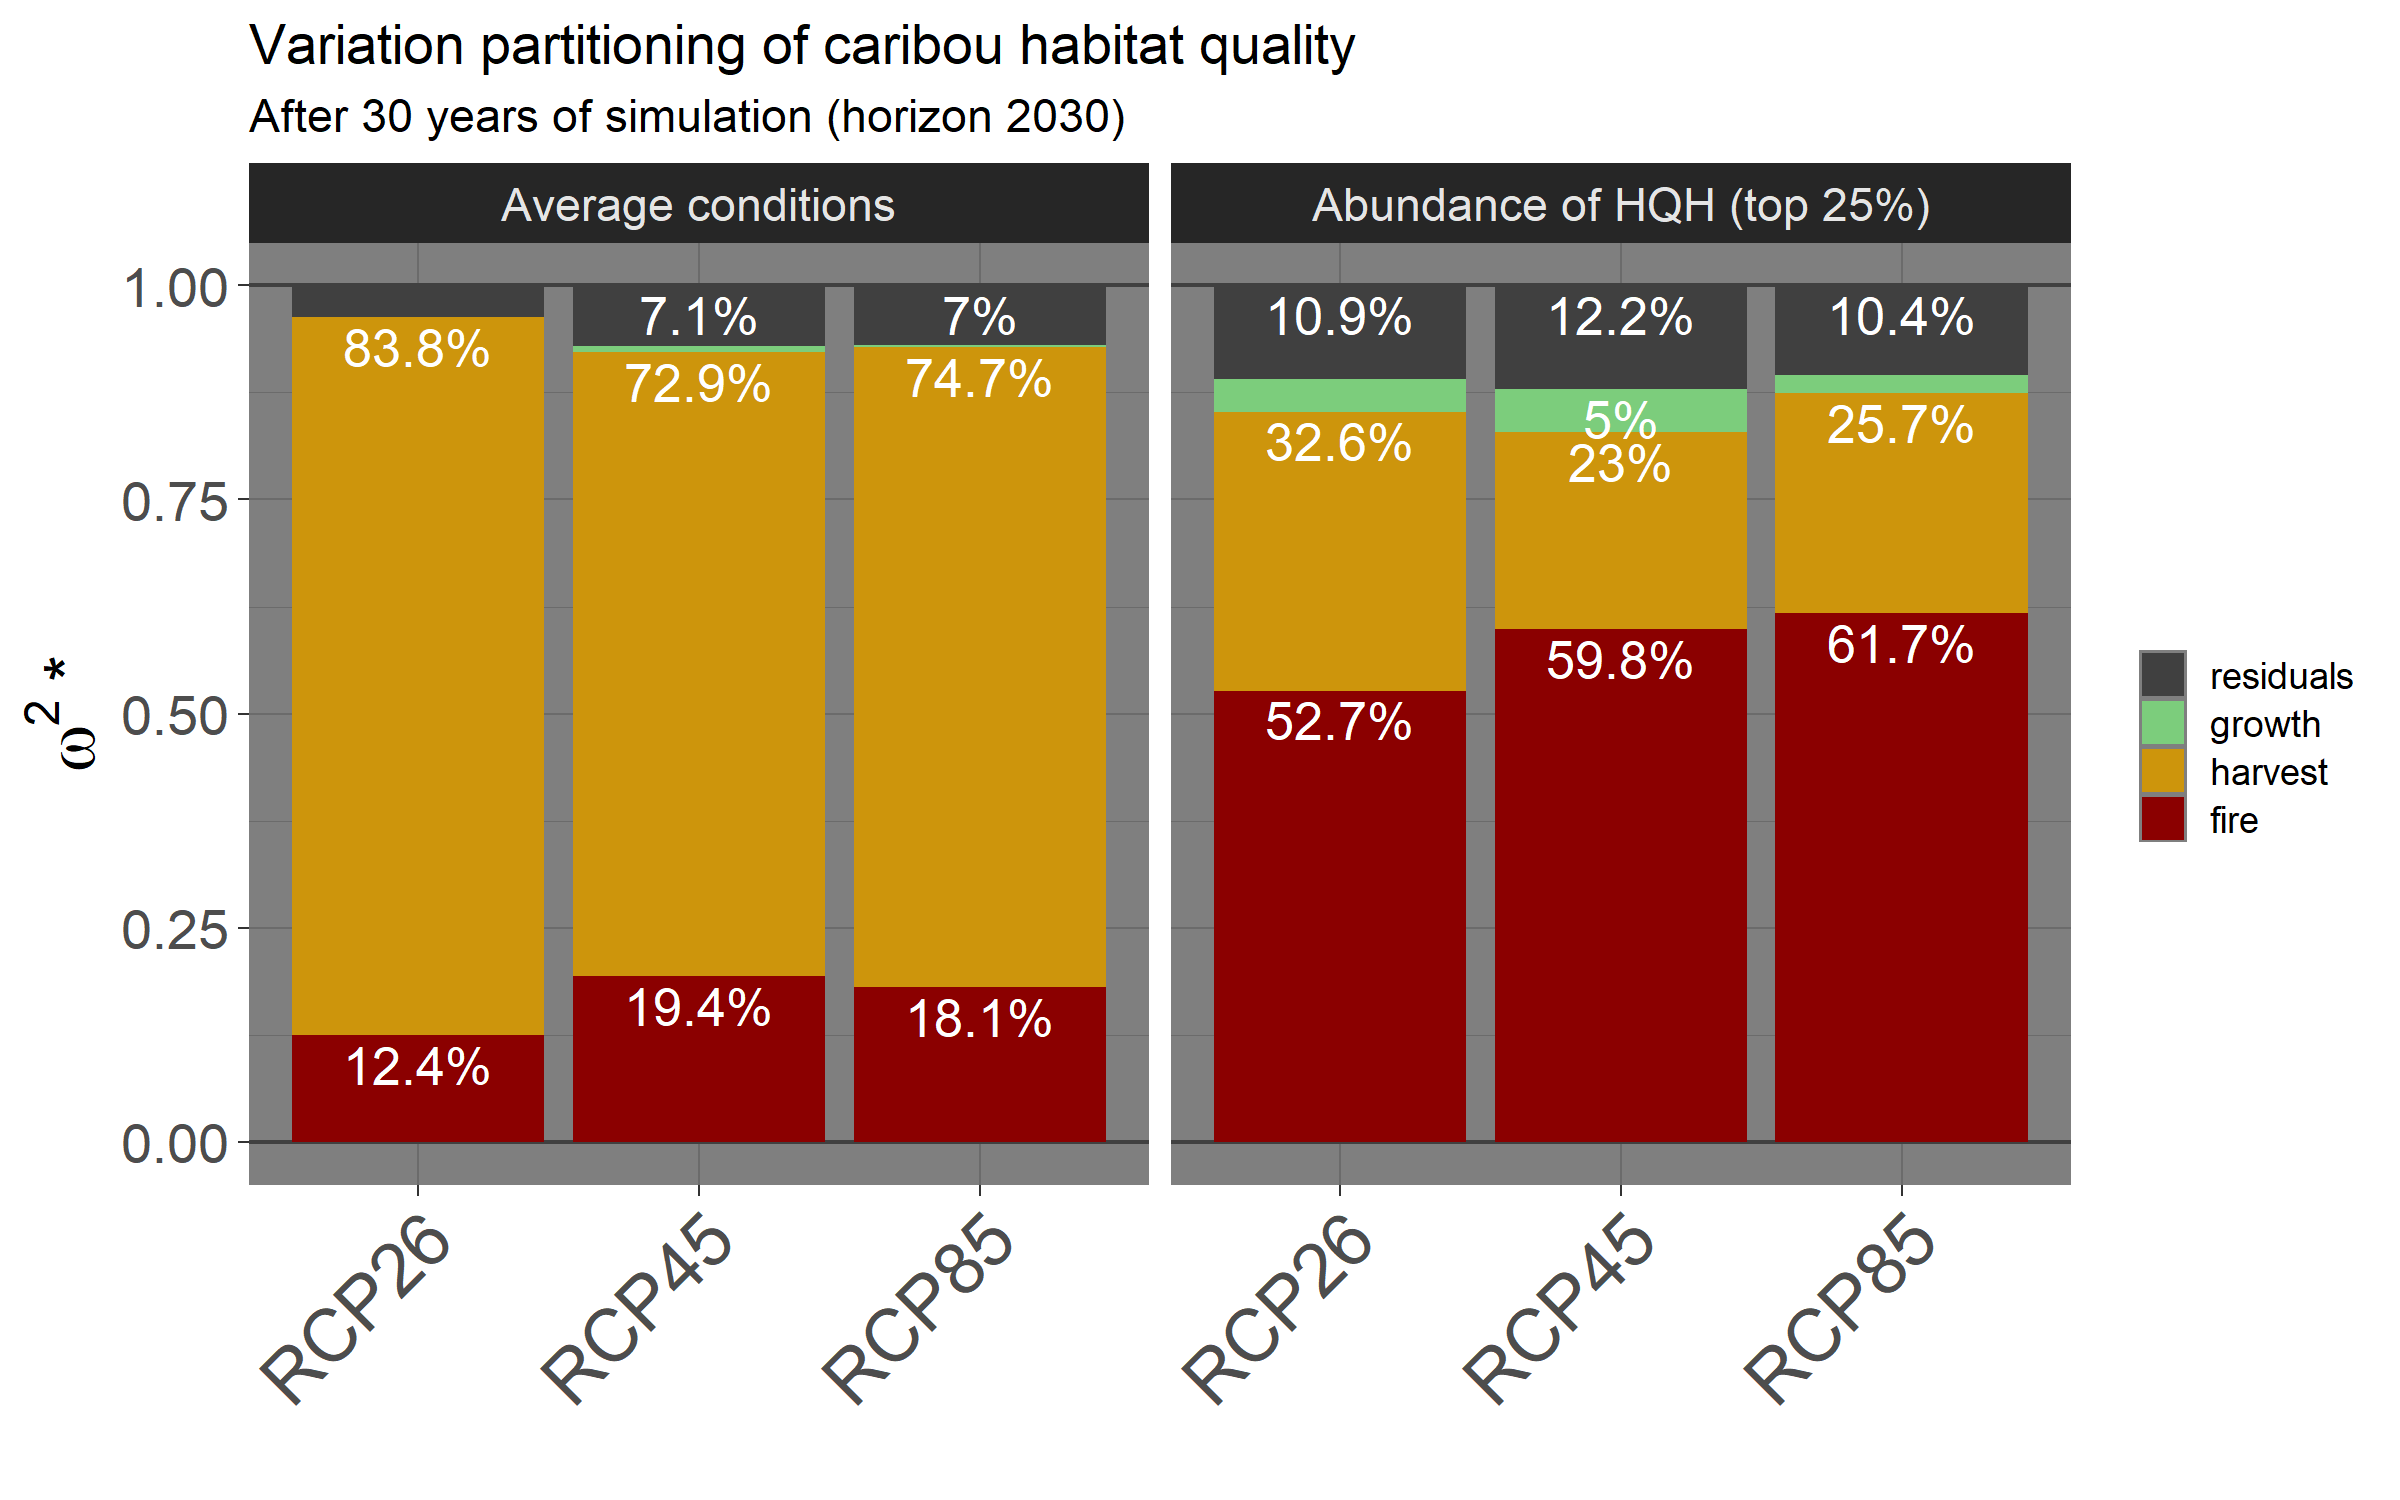 Variation partitioning of caribou habitat quality
After 30 years of simulation (horizon 2030)
Average conditions
Abundance of HQH (top 25%)
ω² *
1.00
0.75
0.50
0.25
0.00
83.8%
12.4%
7.1%
72.9%
19.4%
7%
74.7%
18.1%
10.9%
32.6%
52.7%
12.2%
5%
23%
59.8%
10.4%
25.7%
61.7%
RCP26
RCP45
RCP85
RCP26
RCP45
RCP85
residuals
growth
harvest
fire